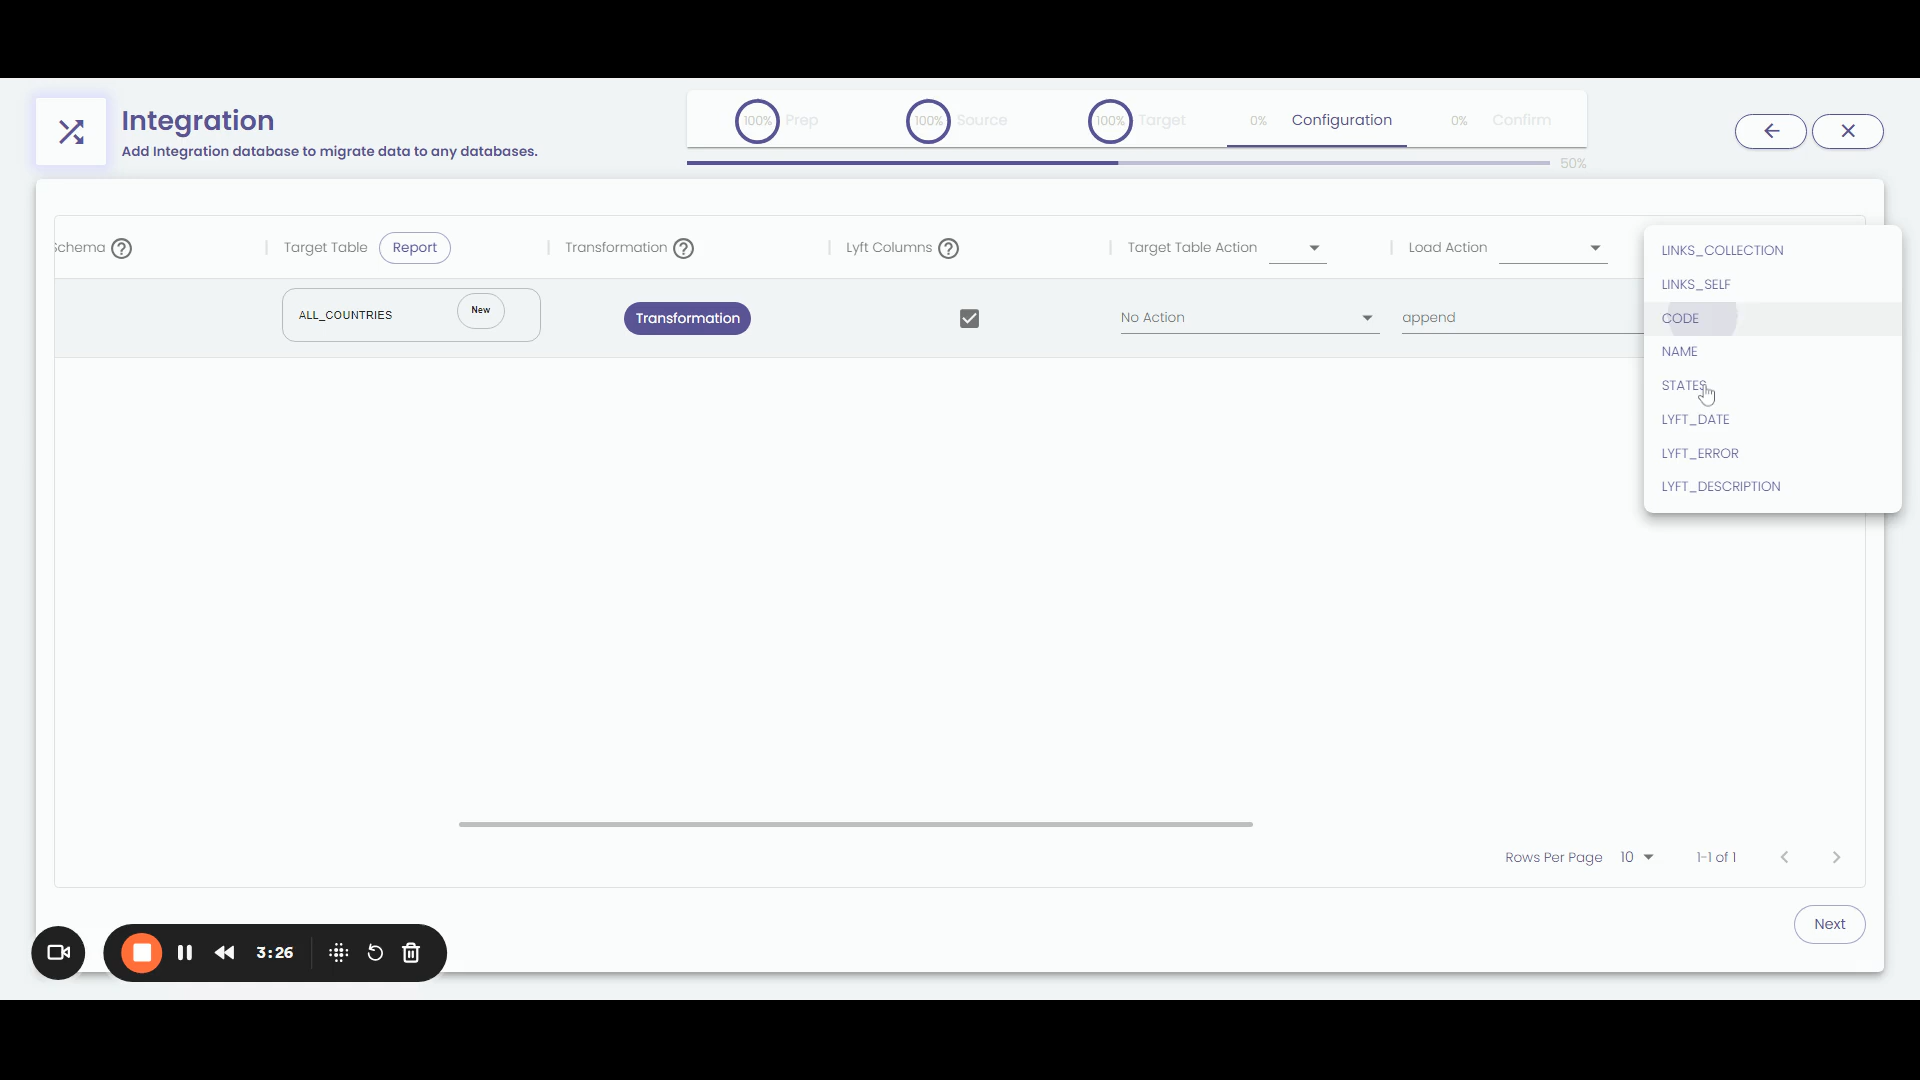 Integration
Add Integration database to migrate data to any databases.
100% Prep
100% Source
100% Target
0% Configuration
0% Confirm
50%
Schema ?
Target Table Report
Transformation ?
Lyft Columns ?
Target Table Action
Load Action
ALL_COUNTRIES New
Transformation
No Action
append
LINKS_COLLECTION
LINKS_SELF
CODE
NAME
STATES
LYFT_DATE
LYFT_ERROR
LYFT_DESCRIPTION
Rows Per Page 10 1-1 of 1
Next
3:26